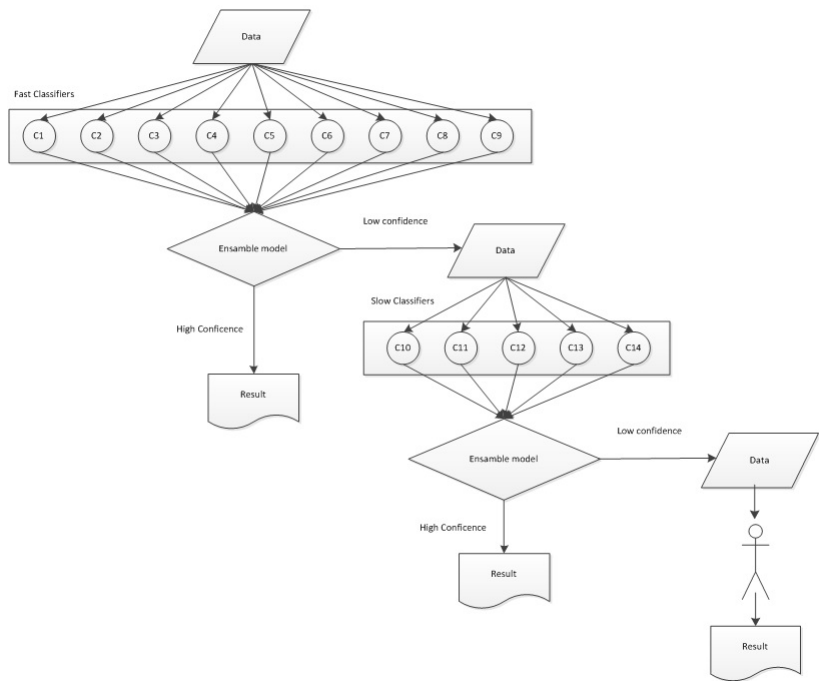 Data
Fast Classifiers
C1 C2 C3 C4 C5 C6 C7 C8 C9
Low confidence
Ensamble model
Data
Slow Classifiers
High Conficence
C10 C11 C12 C13 C14
Result
Low confidence
Ensamble model
Data
High Conficence
Result
Result